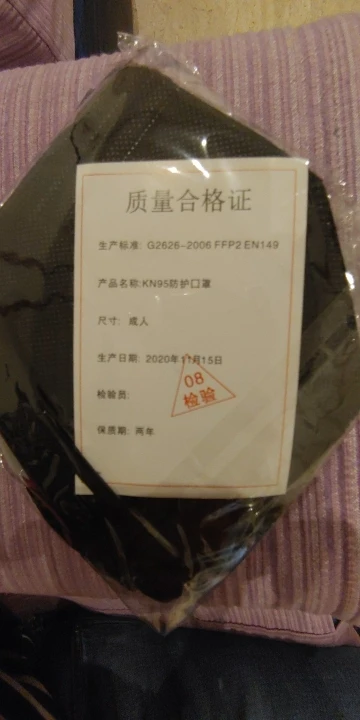 质量合格证
生产标准: G2626-2006 FFP2 EN149
产品名称:KN95防护口罩
尺寸: 成人
生产日期: 2020年11月15日
检验员:
08
检验
保质期: 两年